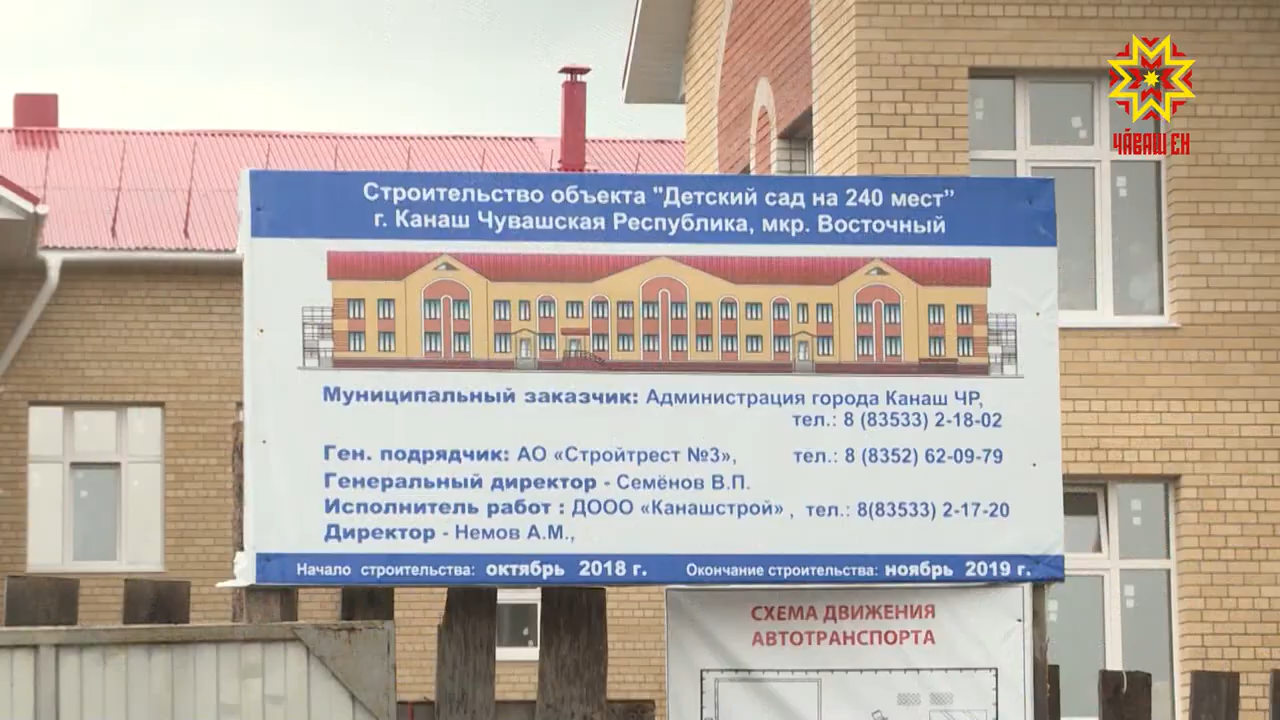 ЧӐВАШ ЕН
Строительство объекта "Детский сад на 240 мест”
г. Канаш Чувашская Республика, мкр. Восточный
Муниципальный заказчик: Администрация города Канаш ЧР,
тел.: 8 (83533) 2-18-02
Ген. подрядчик: АО «Стройтрест №3», тел.: 8 (8352) 62-09-79
Генеральный директор - Семёнов В.П.
Исполнитель работ : ДООО «Канашстрой» , тел.: 8(83533) 2-17-20
Директор - Немов А.М.,
Начало строительства: октябрь 2018 г. Окончание строительства: ноябрь 2019 г.
СХЕМА ДВИЖЕНИЯ
АВТОТРАНСПОРТА